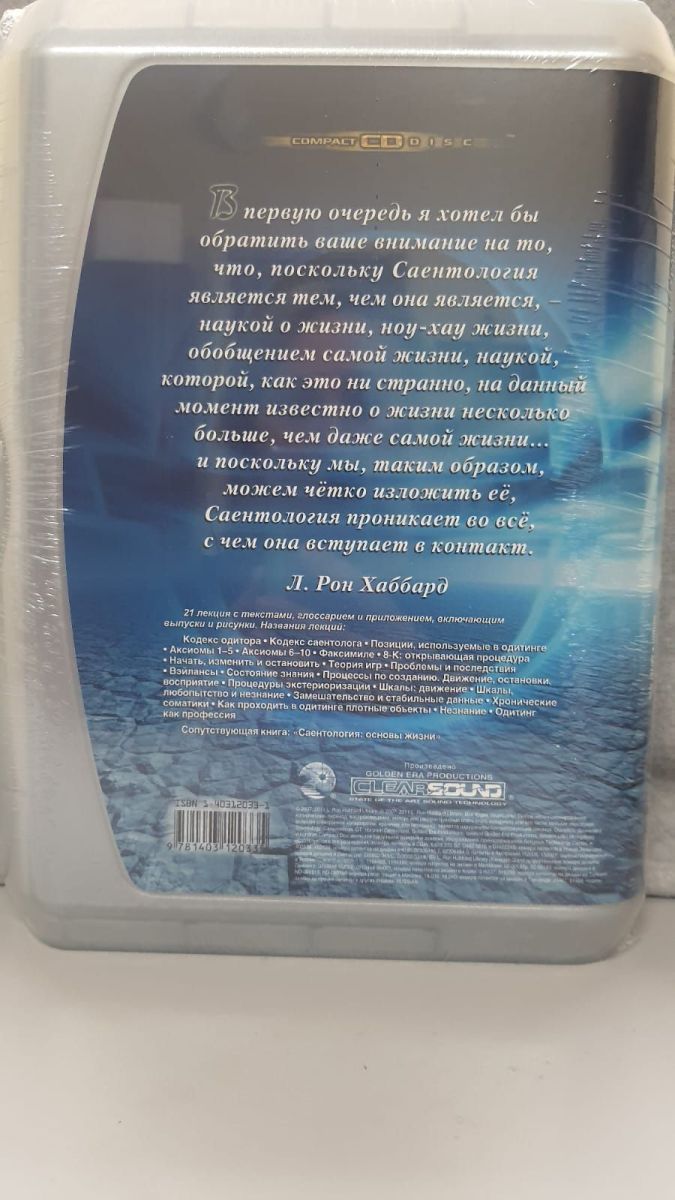 COMPACT CD DISC
В первую очередь я хотел бы
обратить ваше внимание на то,
что, поскольку Саентология
является тем, чем она является, –
наукой о жизни, ноу-хау жизни,
обобщением самой жизни, наукой,
которой, как это ни странно, на данный
момент известно о жизни несколько
больше, чем даже самой жизни...
и поскольку мы, таким образом,
можем чётко изложить её,
Саентология проникает во всё,
с чем она вступает в контакт.
Л. Рон Хаббард
21 лекция с текстами, глоссарием и приложением, включающим
выпуски и рисунки. Названия лекций:
Кодекс одитора • Кодекс саентолога • Позиции, используемые в одитинге
• Аксиомы 1–5 • Аксиомы 6–10 • Факсимиле • 8-К: открывающая процедура
• Начать, изменить и остановить • Теория игр • Проблемы и последствия
• Вэйлансы • Состояние знания • Процессы по созданию. Движение, остановки,
восприятие • Процедуры экстериоризации • Шкалы: движение • Шкалы,
любопытство и незнание • Замешательство и стабильные данные • Хронические
соматики • Как проходить в одитинге плотные объекты • Незнание • Одитинг
как профессия
Сопутствующая книга: «Саентология: основы жизни»
Произведено
GOLDEN ERA PRODUCTIONS
CLEARSOUND
STATE OF THE ART SOUND TECHNOLOGY
ISBN 1-40312033-1
9 781403 12033